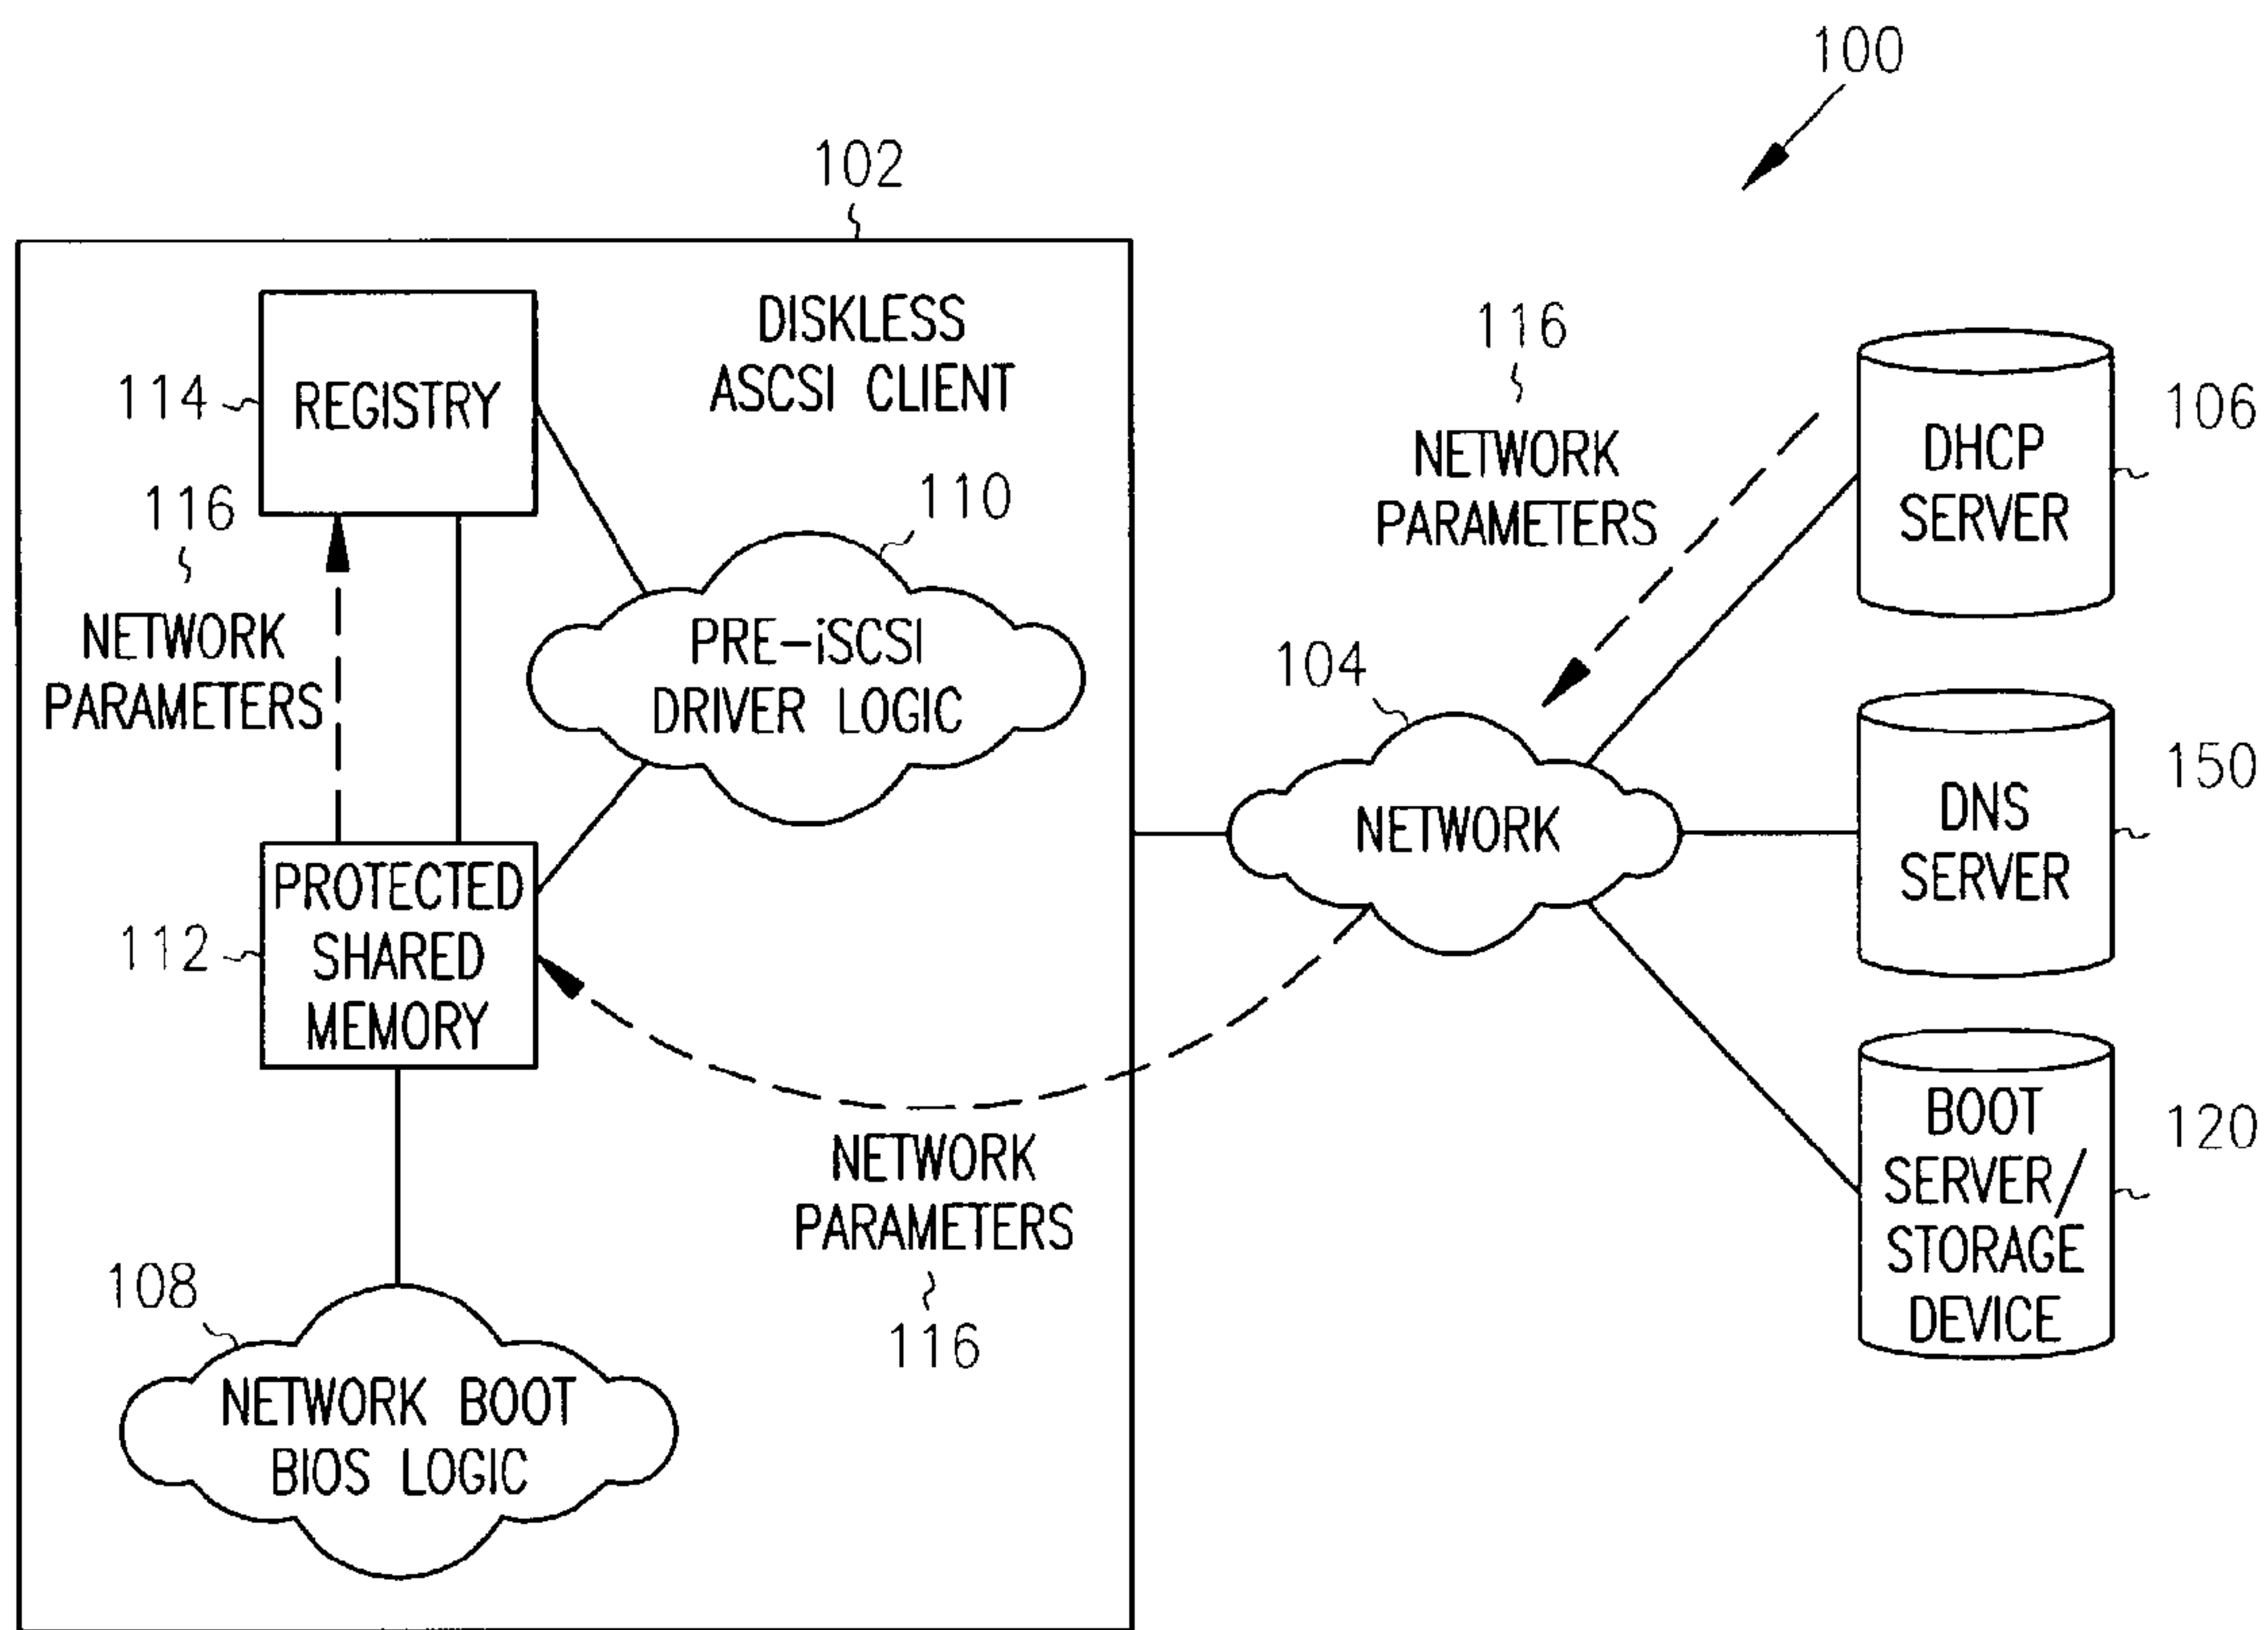 100
102
DISKLESS
ASCSI CLIENT
114
REGISTRY
116
NETWORK
PARAMETERS
110
PRE-iSCSI
DRIVER LOGIC
112
PROTECTED
SHARED
MEMORY
NETWORK
PARAMETERS
116
108
NETWORK BOOT
BIOS LOGIC
116
NETWORK
PARAMETERS
104
NETWORK
106
DHCP
SERVER
150
DNS
SERVER
120
BOOT
SERVER/
STORAGE
DEVICE